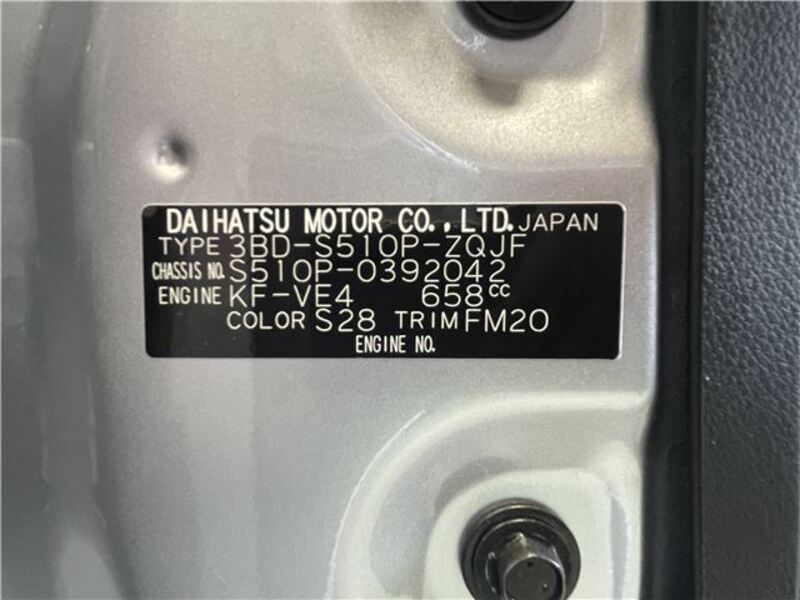 DAIHATSU MOTOR CO.,LTD. JAPAN
TYPE 3BD-S510P-ZQJF
CHASSIS NO. S510P-0392042
ENGINE KF-VE4 658cc
COLOR S28 TRIM FM20
ENGINE NO.